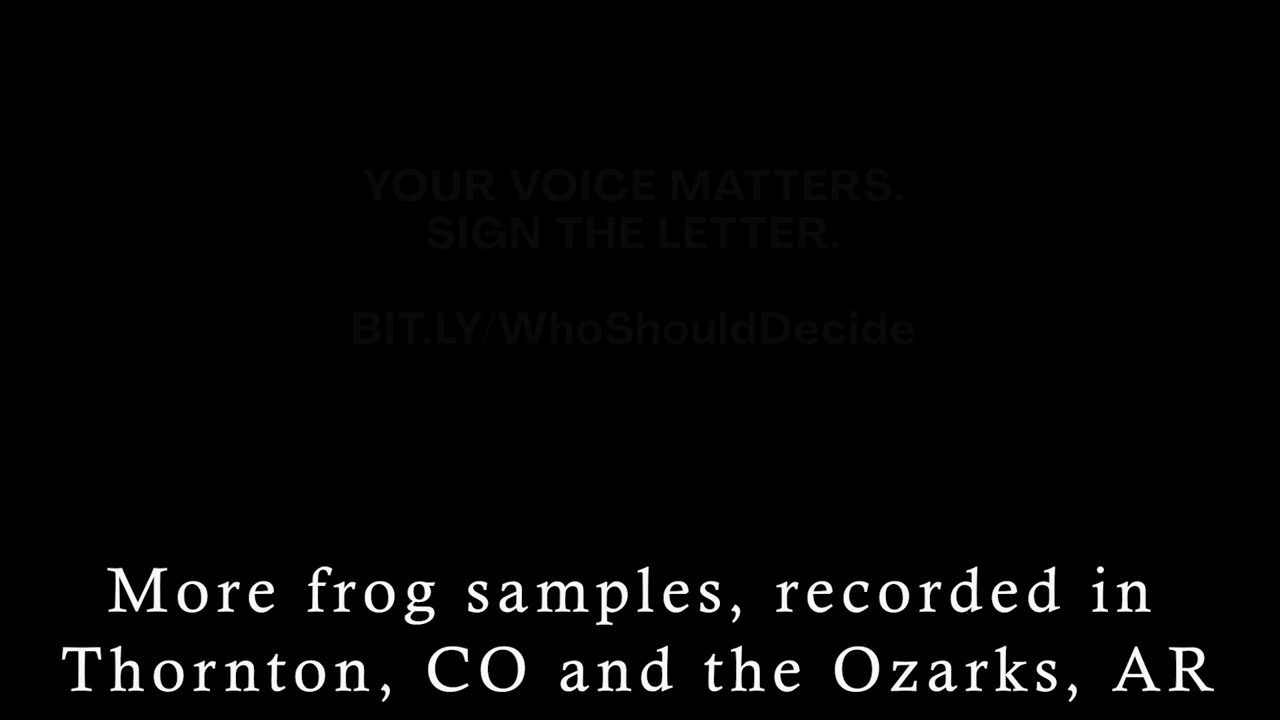 YOUR VOICE MATTERS.
SIGN THE LETTER.
BIT.LY/WhoShouldDecide
More frog samples, recorded in
Thornton, CO and the Ozarks, AR